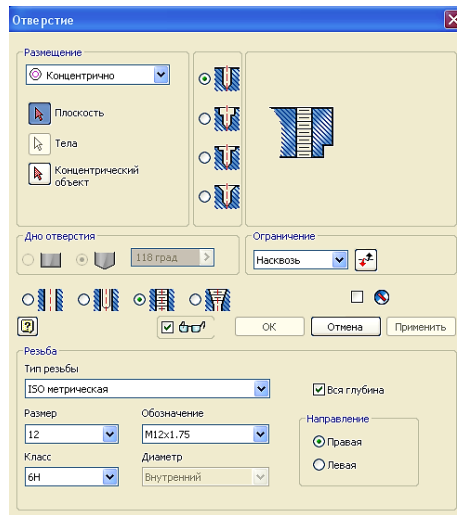 Отверстие
Размещение
Концентрично
Плоскость
Тела
Концентрический
объект
Дно отверстия
118 град
Ограничение
Насквозь
ОК
Отмена
Применить
Резьба
Тип резьбы
ISO метрическая
Вся глубина
Размер
Обозначение
12
M12x1.75
Направление
Правая
Левая
Класс
Диаметр
6H
Внутренний